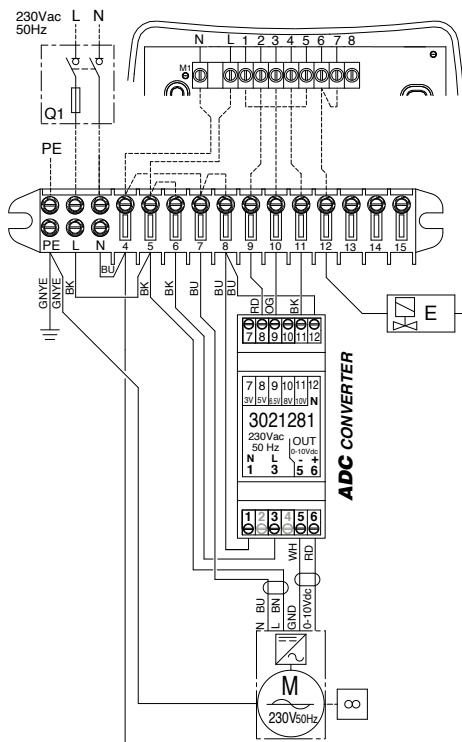 230Vac L N
50Hz
Q1
PE
M1 N L 1 2 3 4 5 6 7 8
PE L N 4 5 6 7 8 9 10 11 12 13 14 15
GNYE
GNYE
BK
BU
BK
BK
BU
BU
BU
RD
OG
BK
E
7 8 9 10 11 12
7 8 9 10 11 12
3V 5V 6.5V 8V 10V N
3021281
230Vac
50 Hz
OUT
0-10Vdc
N L - +
1 3 5 6
1 2 3 4 5 6
ADC CONVERTER
WH
RD
N BU
L BN
GND
0-10Vdc
M
230V50Hz
8